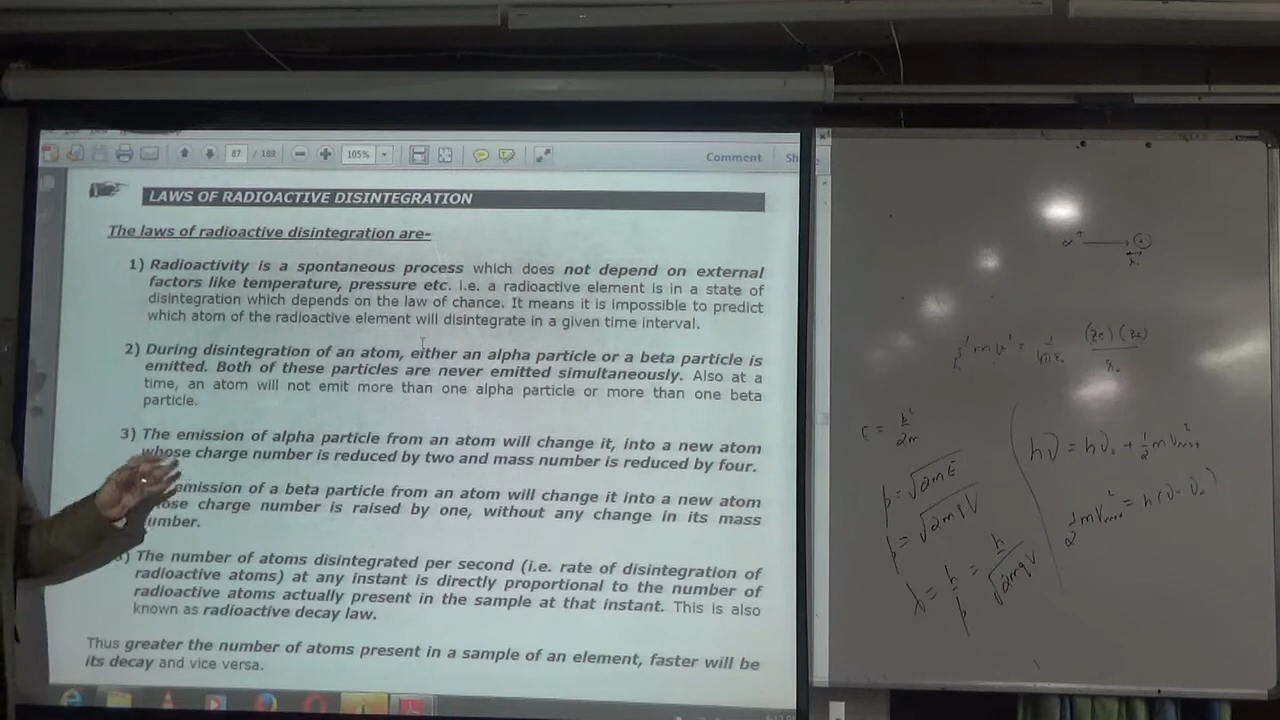 87 / 189
105%
Comment
Sh
LAWS OF RADIOACTIVE DISINTEGRATION
The laws of radioactive disintegration are-
1) Radioactivity is a spontaneous process which does not depend on external
factors like temperature, pressure etc. i.e. a radioactive element is in a state of
disintegration which depends on the law of chance. It means it is impossible to predict
which atom of the radioactive element will disintegrate in a given time interval.
2) During disintegration of an atom, either an alpha particle or a beta particle is
emitted. Both of these particles are never emitted simultaneously. Also at a
time, an atom will not emit more than one alpha particle or more than one beta
particle.
3) The emission of alpha particle from an atom will change it, into a new atom
whose charge number is reduced by two and mass number is reduced by four.
emission of a beta particle from an atom will change it into a new atom
charge number is raised by one, without any change in its mass
number.
) The number of atoms disintegrated per second (i.e. rate of disintegration of
radioactive atoms) at any instant is directly proportional to the number of
radioactive atoms actually present in the sample at that instant. This is also
known as radioactive decay law.
Thus greater the number of atoms present in a sample of an element, faster will be
its decay and vice versa.
E =
p = √2mE
p = √2mqV
λ = h/p = h/√2mqV
hν = hν₀ + 1/2 mV²max
1/2 mV²max = h(ν - ν₀)